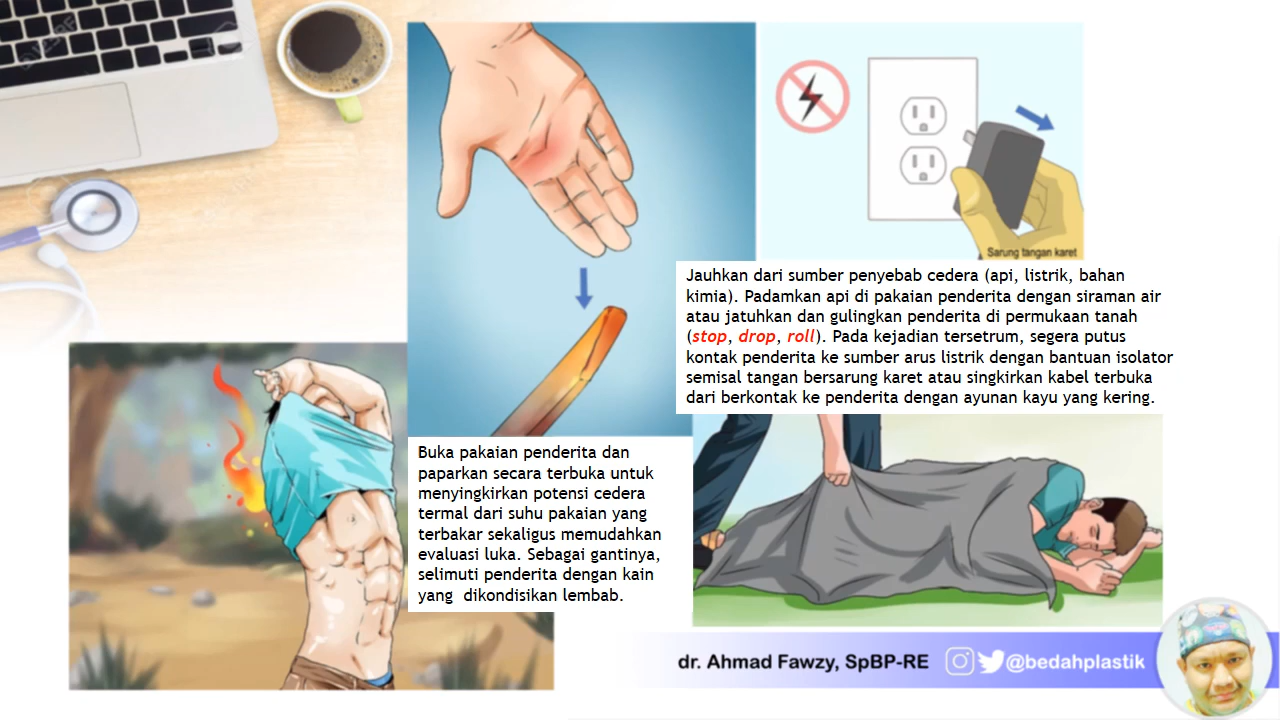 Sarung tangan karet
Jauhkan dari sumber penyebab cedera (api, listrik, bahan
kimia). Padamkan api di pakaian penderita dengan siraman air
atau jatuhkan dan gulingkan penderita di permukaan tanah
(stop, drop, roll). Pada kejadian tersetrum, segera putus
kontak penderita ke sumber arus listrik dengan bantuan isolator
semisal tangan bersarung karet atau singkirkan kabel terbuka
dari berkontak ke penderita dengan ayunan kayu yang kering.
Buka pakaian penderita dan
paparkan secara terbuka untuk
menyingkirkan potensi cedera
termal dari suhu pakaian yang
terbakar sekaligus memudahkan
evaluasi luka. Sebagai gantinya,
selimuti penderita dengan kain
yang  dikondisikan lembab.
dr. Ahmad Fawzy, SpBP-RE @bedahplastik